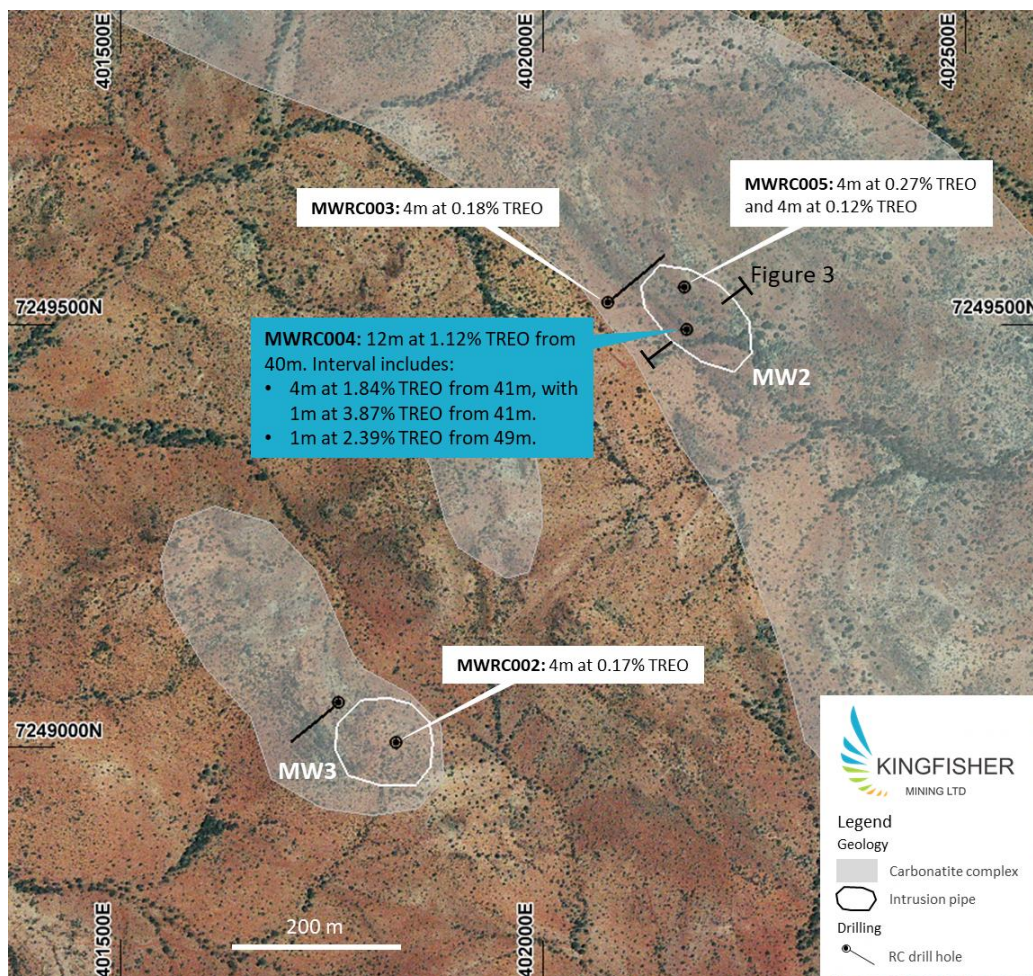 401500E
402000E
402500E
MWRC003: 4m at 0.18% TREO
MWRC005: 4m at 0.27% TREO
and 4m at 0.12% TREO
Figure 3
7249500N
7249500N
MWRC004: 12m at 1.12% TREO from
40m. Interval includes:
• 4m at 1.84% TREO from 41m, with
1m at 3.87% TREO from 41m.
• 1m at 2.39% TREO from 49m.
MW2
MWRC002: 4m at 0.17% TREO
7249000N
MW3
KINGFISHER
MINING LTD
Legend
Geology
Carbonatite complex
Intrusion pipe
Drilling
RC drill hole
200 m
401500E
402000E